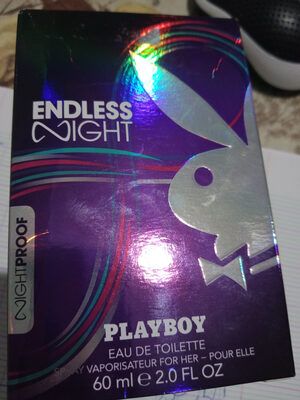 ENDLESS
NIGHT
NIGHTPROOF
PLAYBOY
EAU DE TOILETTE
SPRAY VAPORISATEUR FOR HER – POUR ELLE
60 ml e 2.0 FL OZ